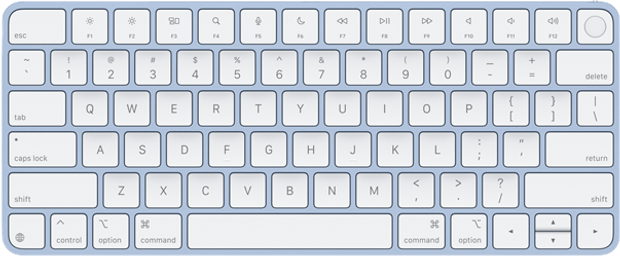 esc F1 F2 F3 F4 F5 F6 F7 F8 F9 F10 F11 F12
~ ` ↑ 1 @ 2 # 3 $ 4 % 5 ^ 6 & 7 * 8 ( 9 ) 0 _ - + = delete
tab Q W E R T Y U I O P { [ } ] | \
caps lock A S D F G H J K L : ; " ' return
shift Z X C V B N M < , > . ? / shift
^ control ⌥ option ⌘ command ⌘ command ⌥ option ◂ ▴ ▾ ▸